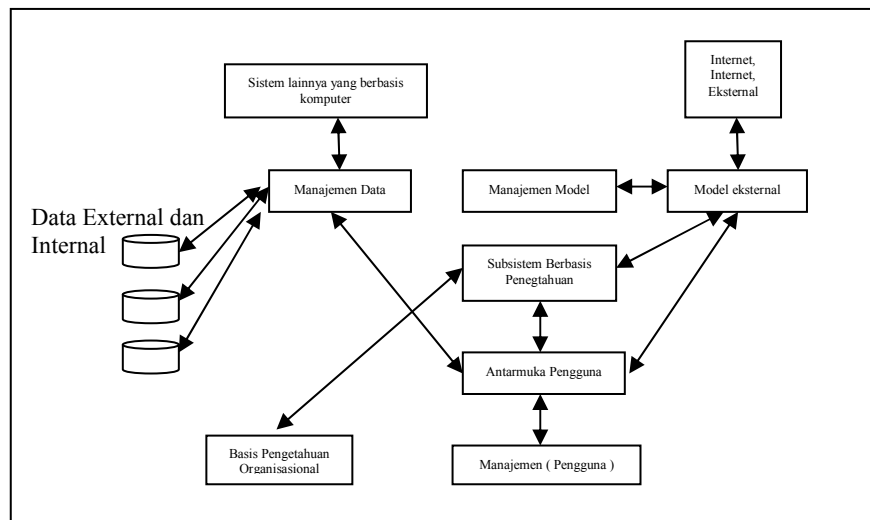 Sistem lainnya yang berbasis
komputer
Internet,
Internet,
Eksternal
Manajemen Data
Manajemen Model
Model eksternal
Data External dan
Internal
Subsistem Berbasis
Penegtahuan
Antarmuka Pengguna
Basis Pengetahuan
Organisasional
Manajemen ( Pengguna )